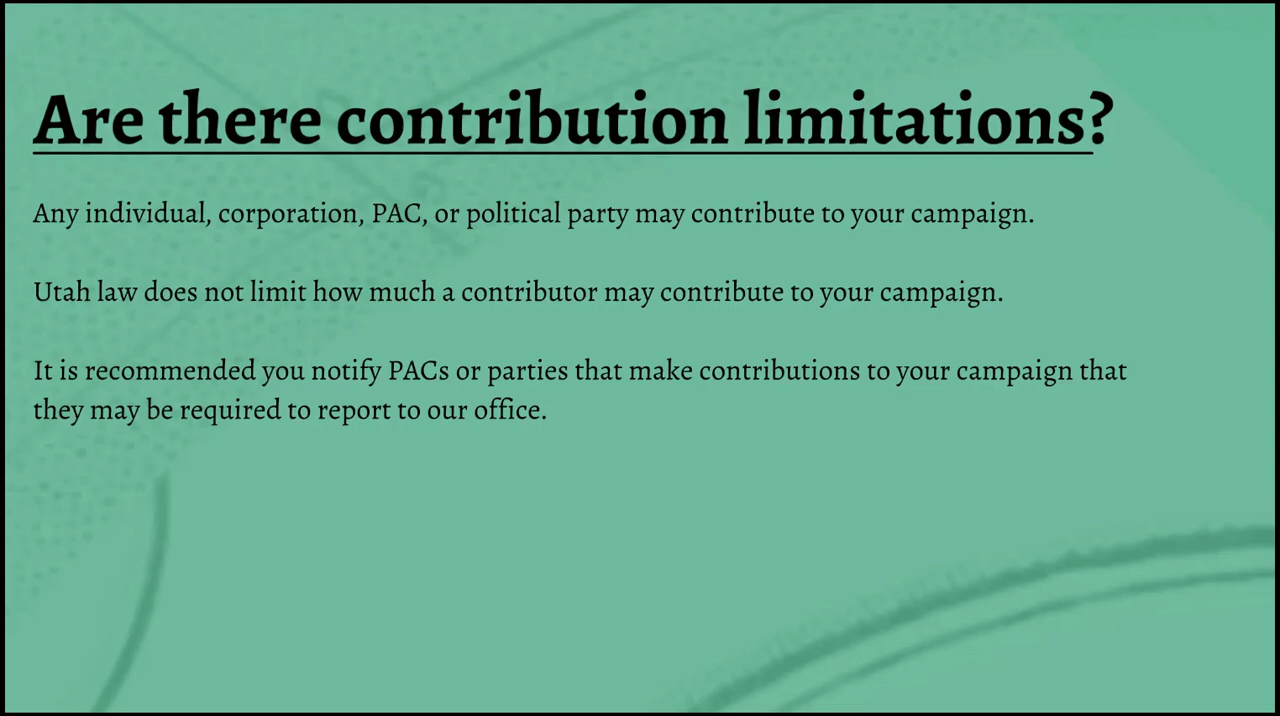 Are there contribution limitations?
Any individual, corporation, PAC, or political party may contribute to your campaign.
Utah law does not limit how much a contributor may contribute to your campaign.
It is recommended you notify PACs or parties that make contributions to your campaign that
they may be required to report to our office.